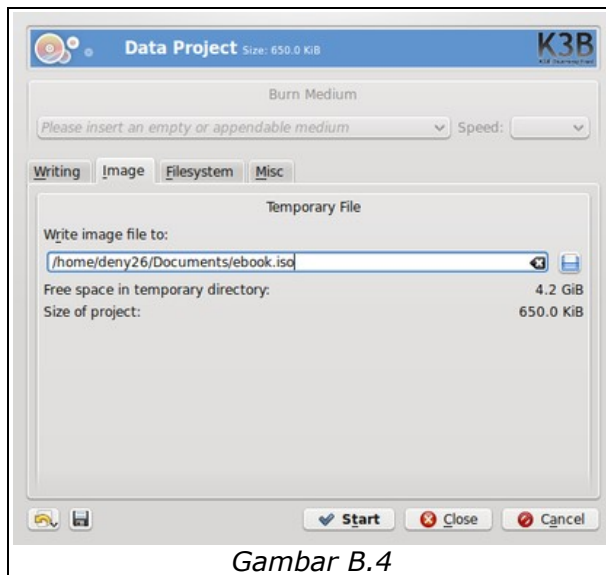 Data Project Size: 650.0 KiB
K3B
Burn Medium
Please insert an empty or appendable medium Speed:
Writing Image Filesystem Misc
Temporary File
Write image file to:
/home/deny26/Documents/ebook.iso
Free space in temporary directory: 4.2 GiB
Size of project: 650.0 KiB
Start Close Cancel
Gambar B.4